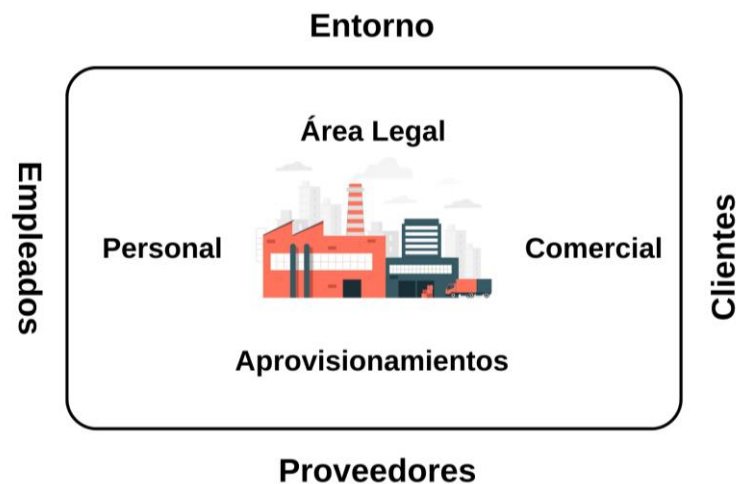 Entorno
Área Legal
Empleados
Personal
Comercial
Clientes
Aprovisionamientos
Proveedores